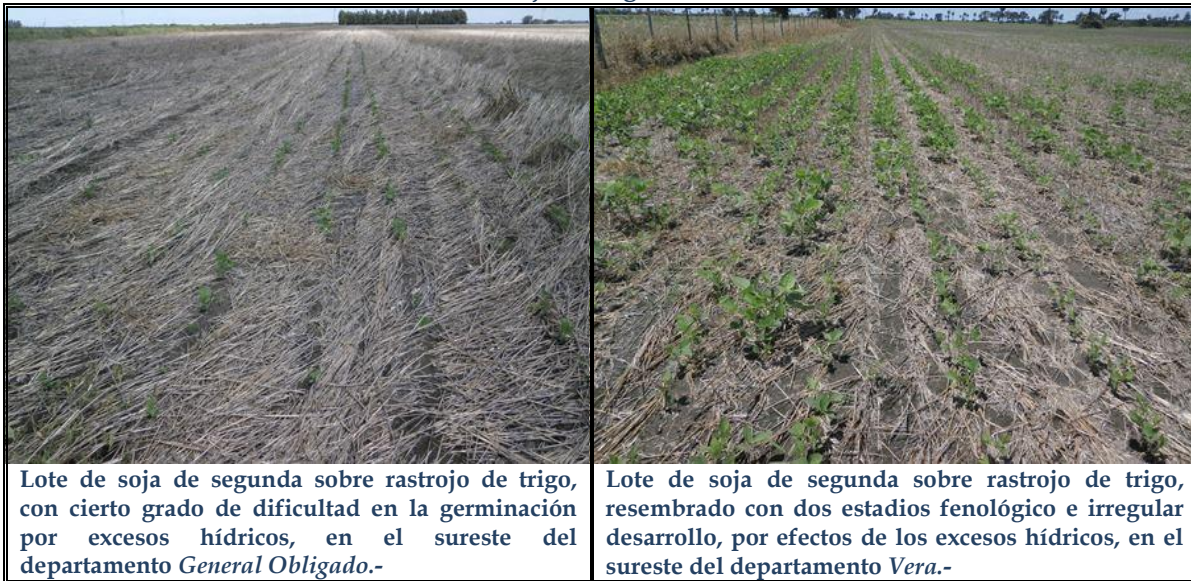 Lote de soja de segunda sobre rastrojo de trigo,
con cierto grado de dificultad en la germinación
por excesos hídricos, en el sureste del
departamento General Obligado.-
Lote de soja de segunda sobre rastrojo de trigo,
resembrado con dos estadios fenológico e irregular
desarrollo, por efectos de los excesos hídricos, en el
sureste del departamento Vera.-